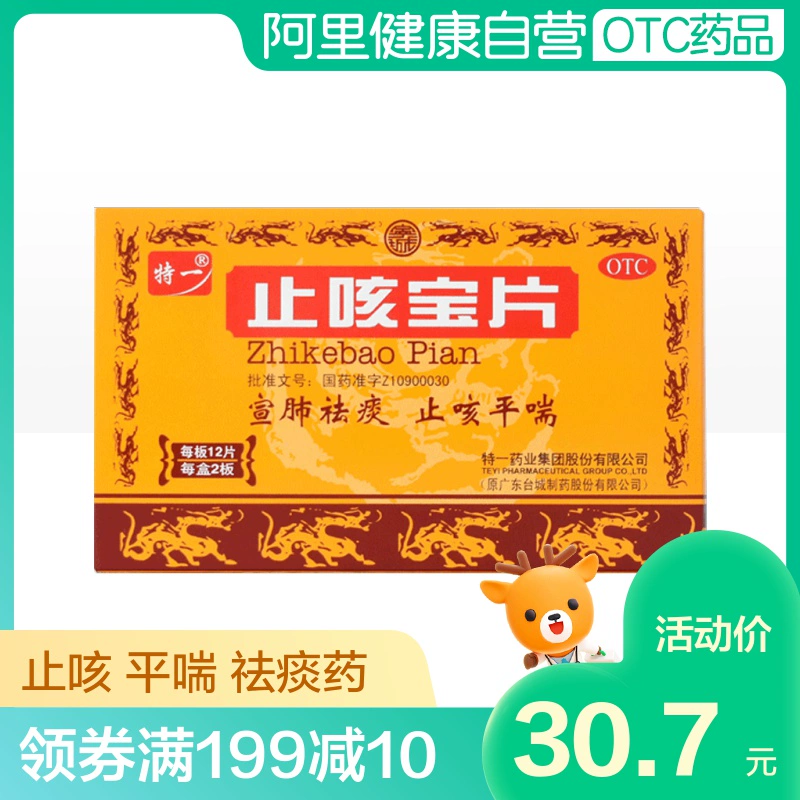 阿里健康自营 OTC药品
特一®
OTC
止咳宝片
Zhikebao Pian
批准文号：国药准字Z10900030
宣肺祛痰 止咳平喘
每板12片
每盒2板
特一药业集团股份有限公司
TEYI PHARMACEUTICAL GROUP CO.,LTD
（原广东台城制药股份有限公司）
止咳 平喘 祛痰药
活动价
领券满199减10
30.7 元